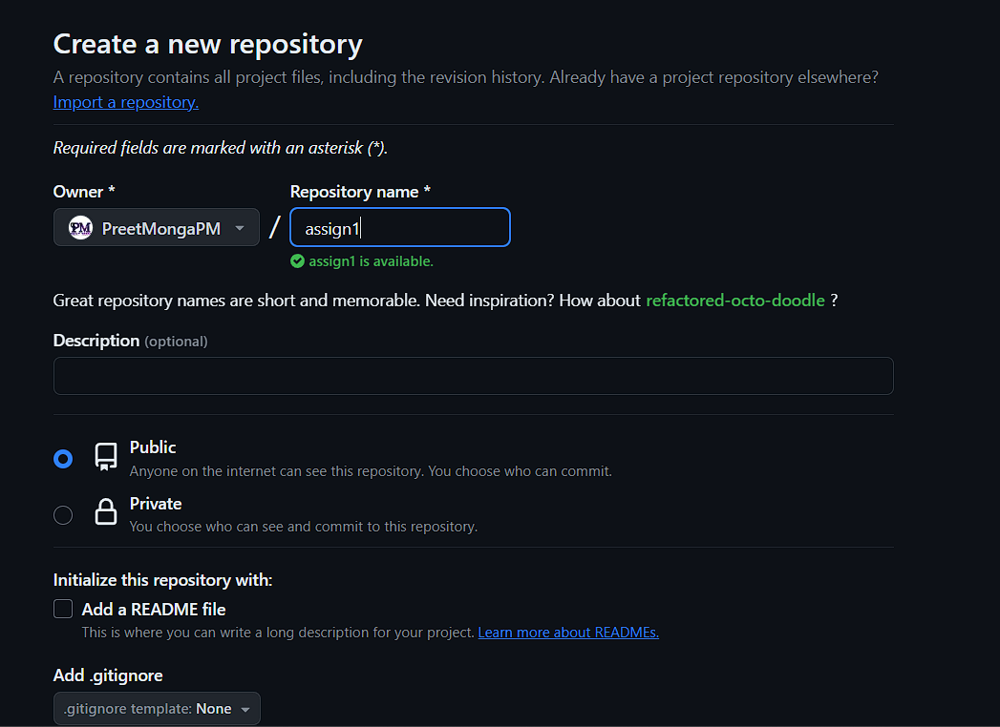 Create a new repository
A repository contains all project files, including the revision history. Already have a project repository elsewhere?
Import a repository.
Required fields are marked with an asterisk (*).
Owner *
Repository name *
PM PreetMongaPM / assign1
assign1 is available.
Great repository names are short and memorable. Need inspiration? How about refactored-octo-doodle ?
Description (optional)
Public
Anyone on the internet can see this repository. You choose who can commit.
Private
You choose who can see and commit to this repository.
Initialize this repository with:
Add a README file
This is where you can write a long description for your project. Learn more about READMEs.
Add .gitignore
.gitignore template: None